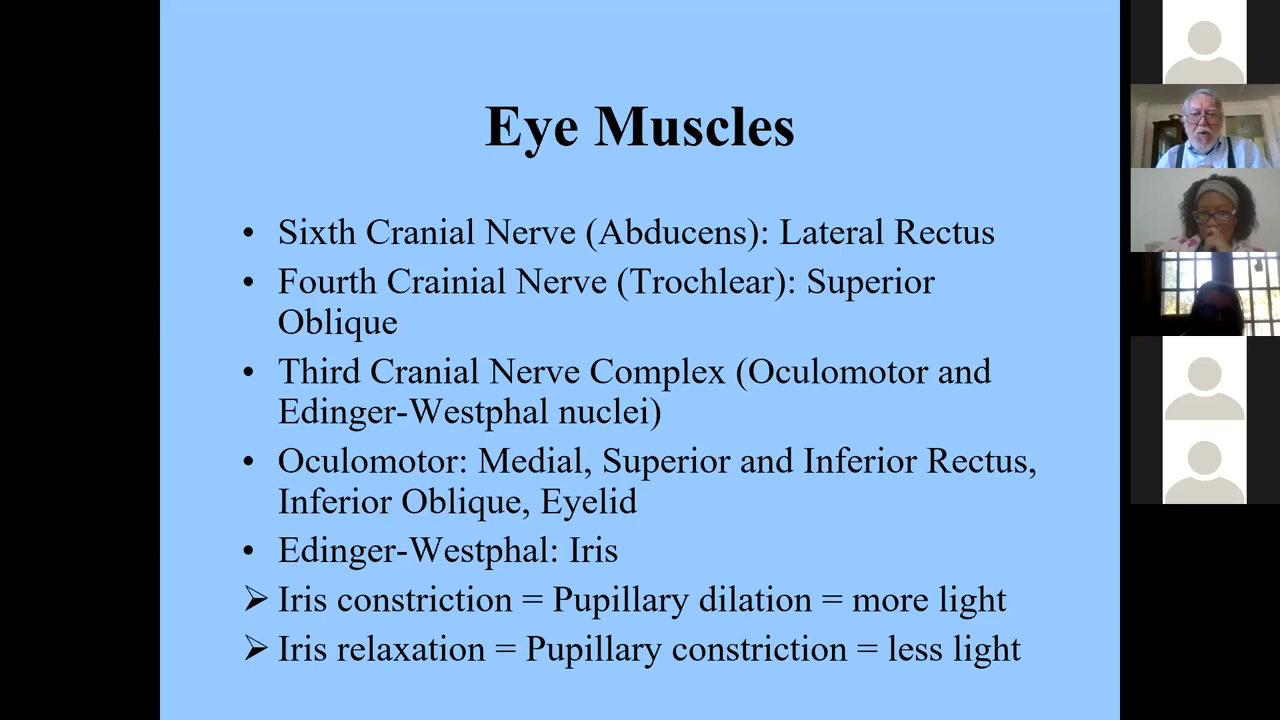 Eye Muscles
• Sixth Cranial Nerve (Abducens): Lateral Rectus
• Fourth Crainial Nerve (Trochlear): Superior
Oblique
• Third Cranial Nerve Complex (Oculomotor and
Edinger-Westphal nuclei)
• Oculomotor: Medial, Superior and Inferior Rectus,
Inferior Oblique, Eyelid
• Edinger-Westphal: Iris
➢ Iris constriction = Pupillary dilation = more light
➢ Iris relaxation = Pupillary constriction = less light